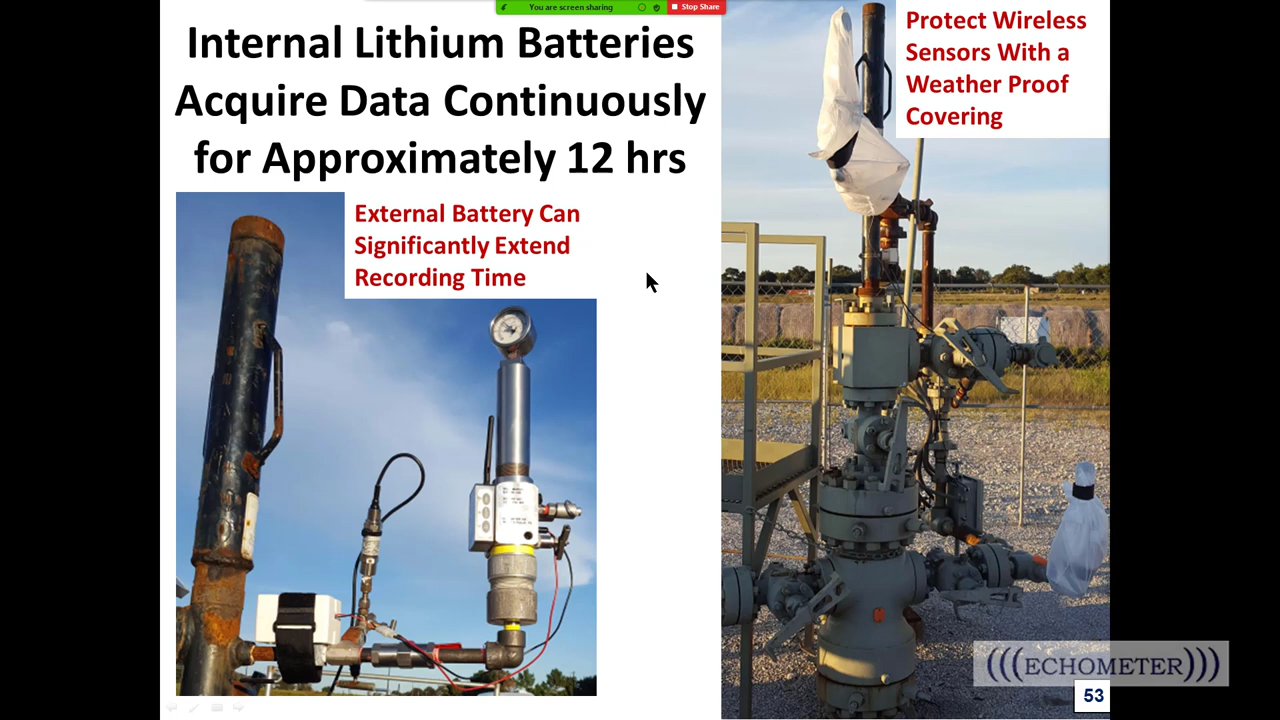 You are screen sharing
Stop Share
Internal Lithium Batteries
Acquire Data Continuously
for Approximately 12 hrs
Protect Wireless
Sensors With a
Weather Proof
Covering
External Battery Can
Significantly Extend
Recording Time
(((ECHOMETER)))
53